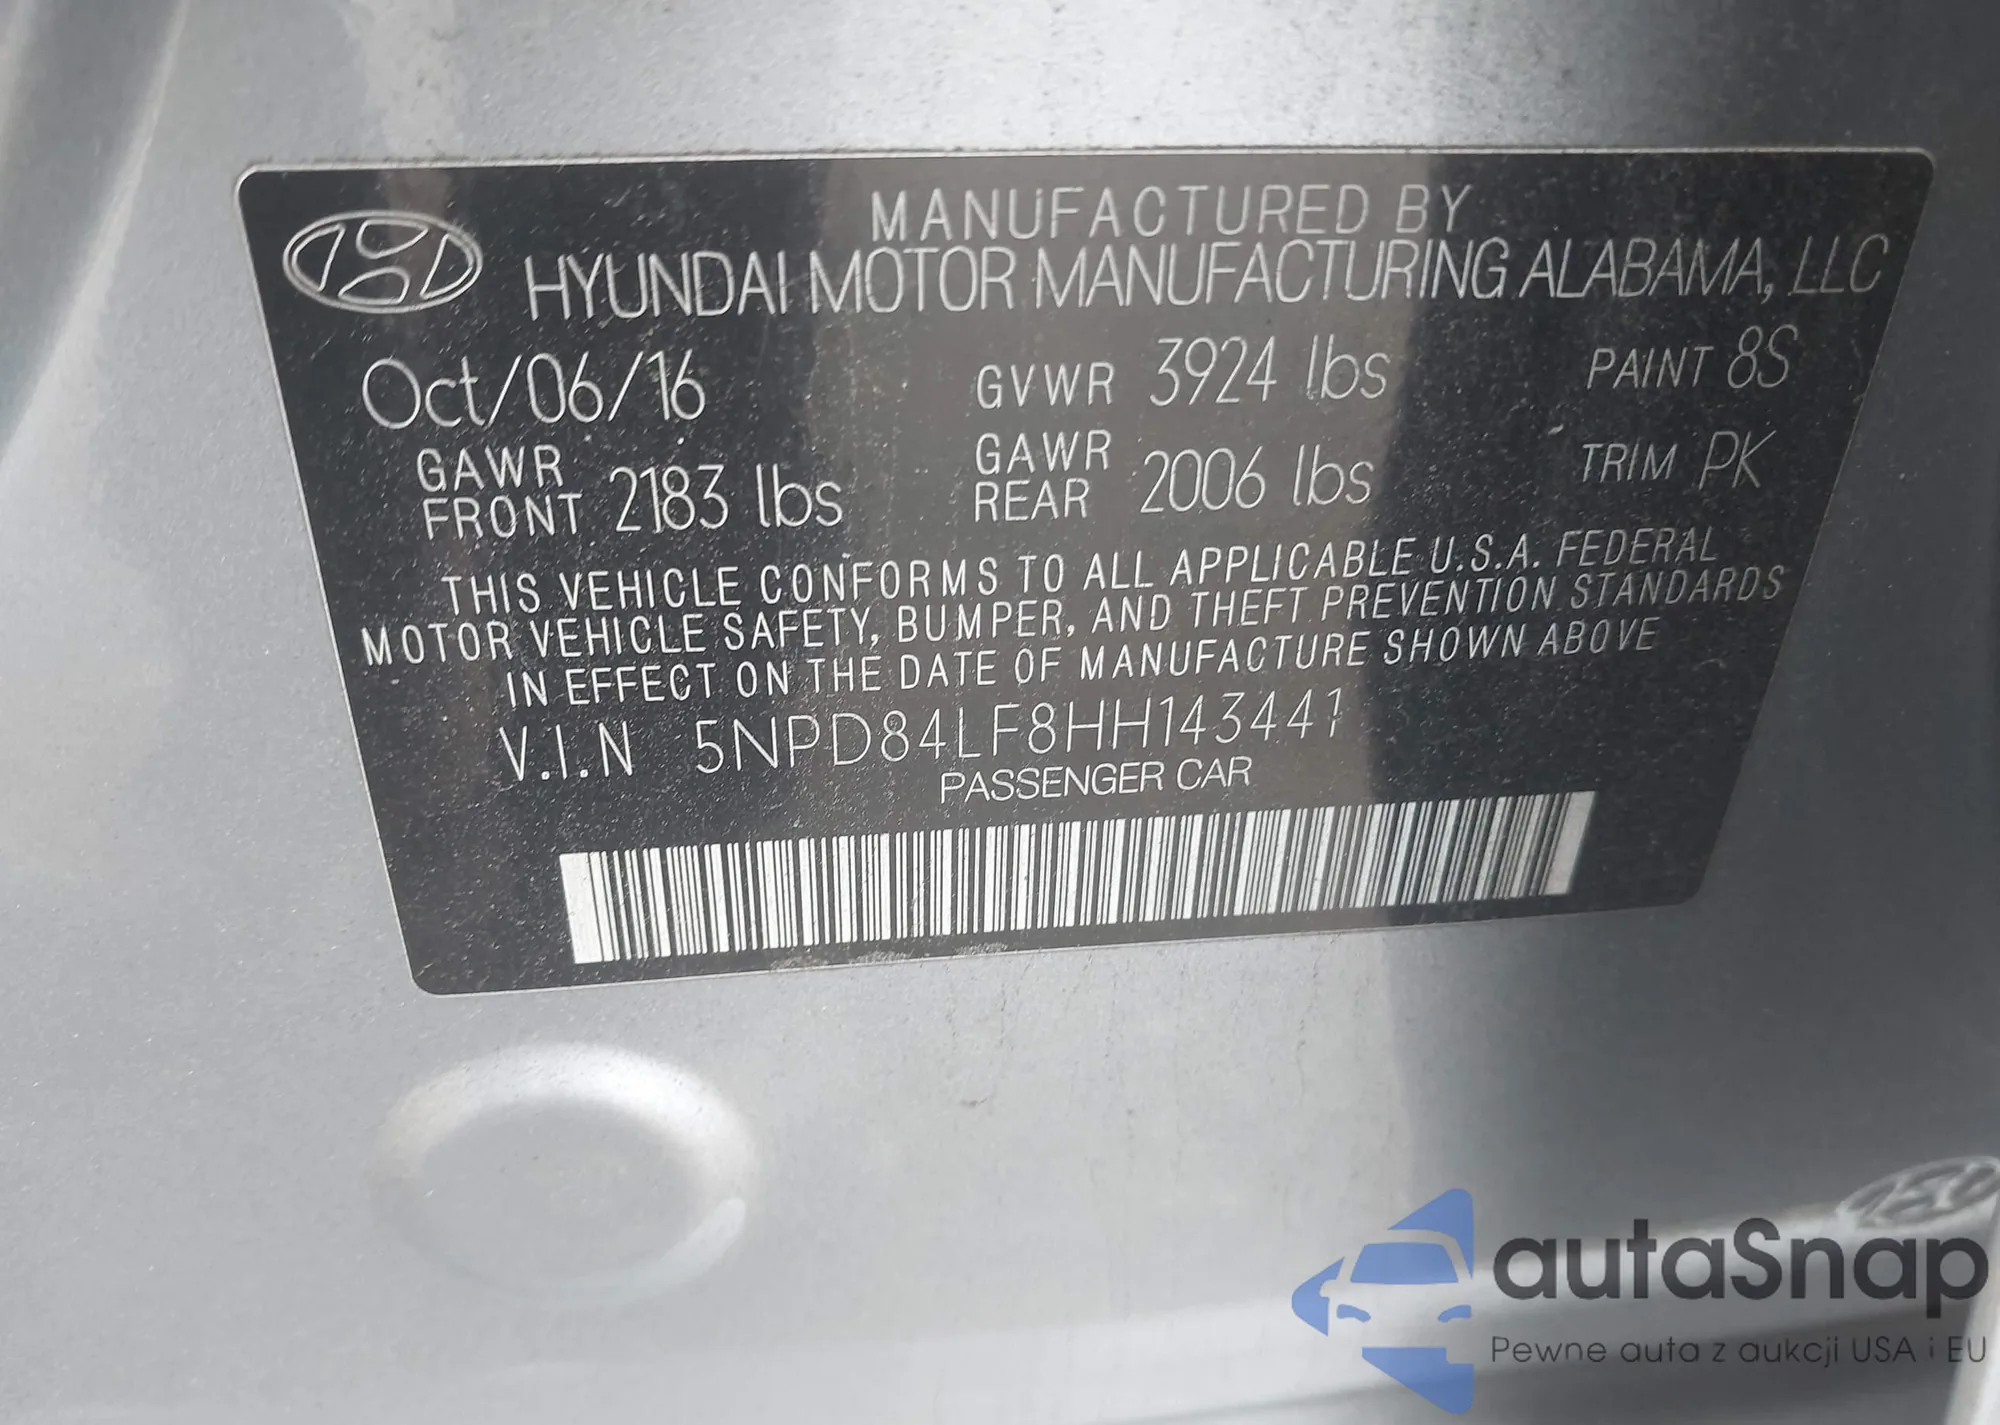 MANUFACTURED BY
HYUNDAI MOTOR MANUFACTURING ALABAMA, LLC
Oct/06/16 GVWR 3924 lbs PAINT 8S
GAWR FRONT 2183 lbs GAWR REAR 2006 lbs TRIM PK
THIS VEHICLE CONFORMS TO ALL APPLICABLE U.S.A. FEDERAL
MOTOR VEHICLE SAFETY, BUMPER, AND THEFT PREVENTION STANDARDS
IN EFFECT ON THE DATE OF MANUFACTURE SHOWN ABOVE
V.I.N 5NPD84LF8HH143441
PASSENGER CAR
autaSnap
Pewne auta z aukcji USA i EU